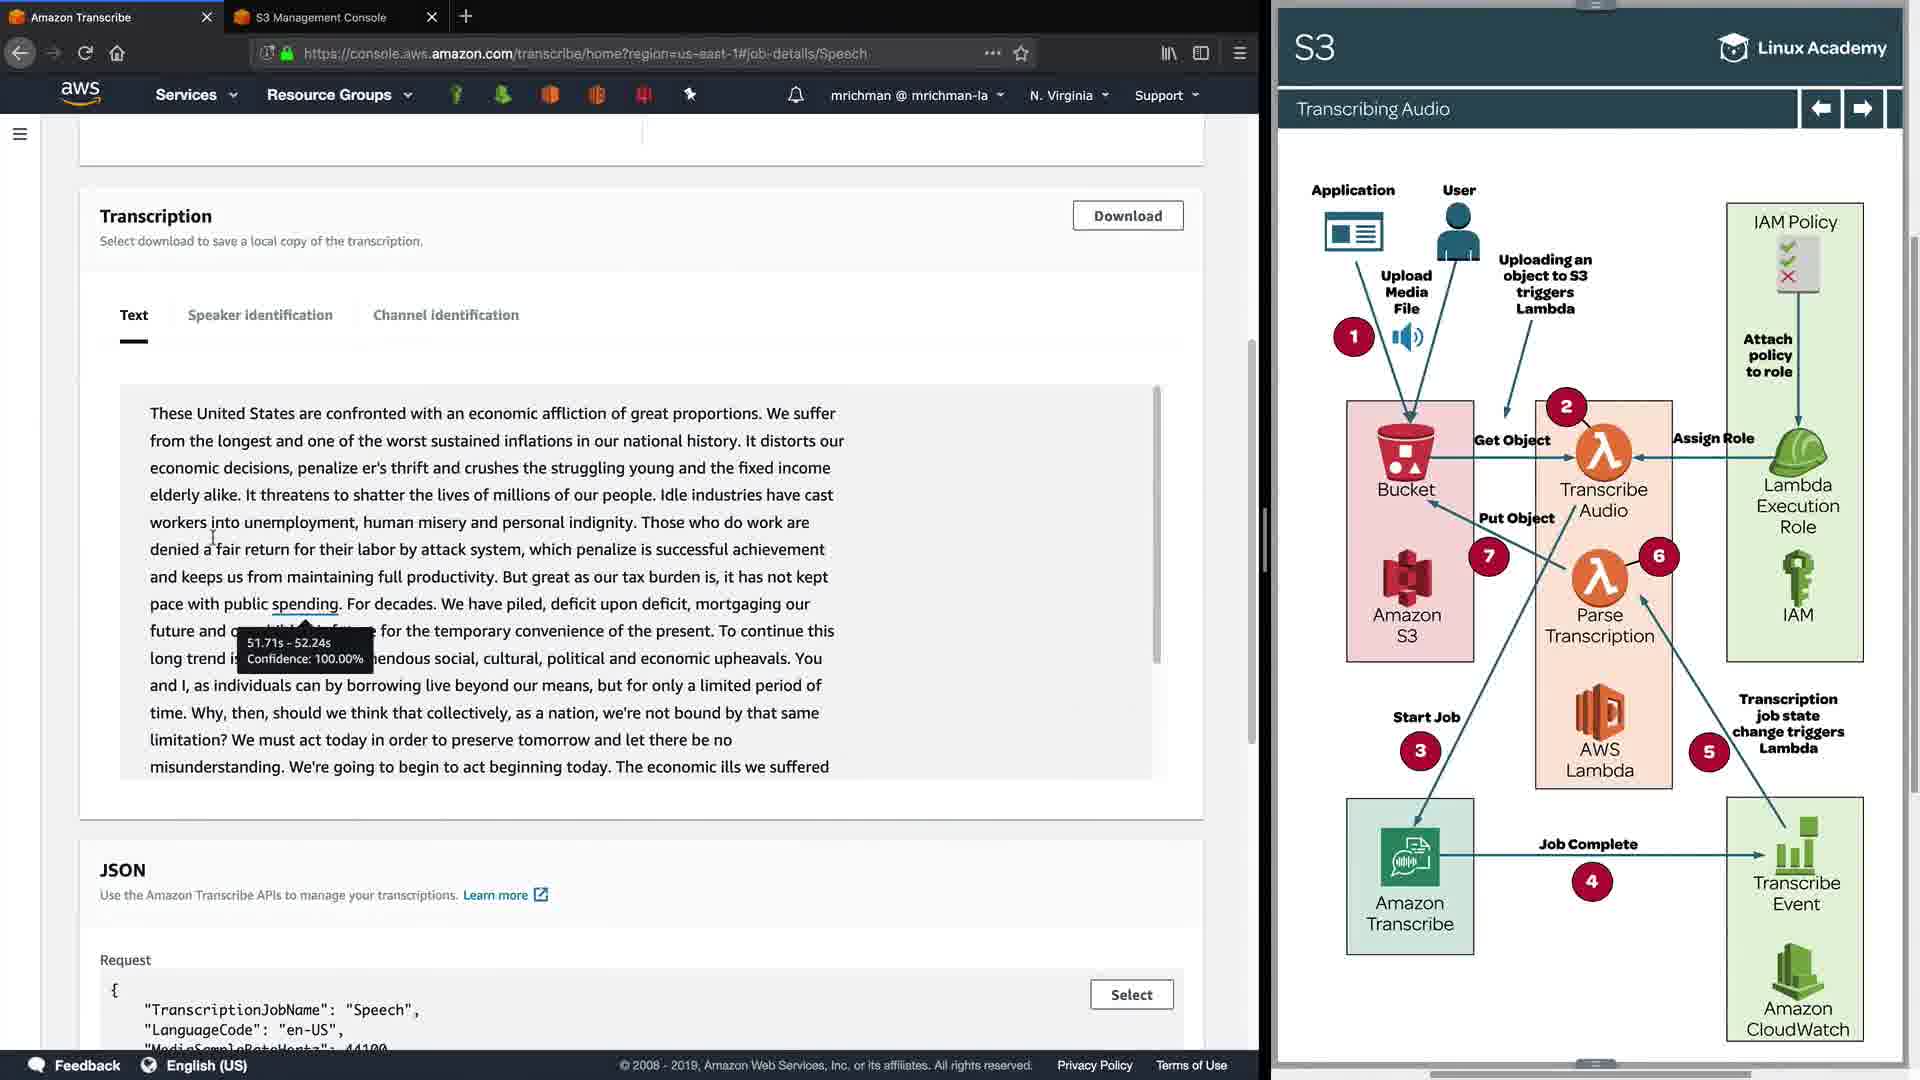 Amazon Transcribe
S3 Management Console
https://console.aws.amazon.com/transcribe/home?region=us-east-1#job-details/Speech
aws
Services
Resource Groups
mrichman @ mrichman-la
N. Virginia
Support
Transcription
Download
Select download to save a local copy of the transcription.
Text
Speaker identification
Channel identification
These United States are confronted with an economic affliction of great proportions. We suffer
from the longest and one of the worst sustained inflations in our national history. It distorts our
economic decisions, penalize er's thrift and crushes the struggling young and the fixed income
elderly alike. It threatens to shatter the lives of millions of our people. Idle industries have cast
workers into unemployment, human misery and personal indignity. Those who do work are
denied a fair return for their labor by attack system, which penalize is successful achievement
and keeps us from maintaining full productivity. But great as our tax burden is, it has not kept
pace with public spending. For decades. We have piled, deficit upon deficit, mortgaging our
future and for the temporary convenience of the present. To continue this
51.71s - 52.24s
Confidence: 100.00%
long trend social, cultural, political and economic upheavals. You
and I, as individuals can by borrowing live beyond our means, but for only a limited period of
time. Why, then, should we think that collectively, as a nation, we're not bound by that same
limitation? We must act today in order to preserve tomorrow and let there be no
misunderstanding. We're going to begin to act beginning today. The economic ills we suffered
JSON
Use the Amazon Transcribe APIs to manage your transcriptions. Learn more
Request
Select
{
"TranscriptionJobName": "Speech",
"LanguageCode": "en-US",
"MediaSampleRateHertz": 44100
Feedback
English (US)
© 2008 - 2019, Amazon Web Services, Inc. or its affiliates. All rights reserved.
Privacy Policy
Terms of Use
S3
Linux Academy
Transcribing Audio
Application
User
Upload
Media
File
1
Uploading an
object to S3
triggers
Lambda
IAM Policy
Attach
policy
to role
2
Get Object
Assign Role
Bucket
Transcribe
Audio
Lambda
Execution
Role
Put Object
7
6
Amazon
S3
Parse
Transcription
IAM
Start Job
3
AWS
Lambda
Transcription
job state
change triggers
Lambda
5
Job Complete
4
Amazon
Transcribe
Transcribe
Event
Amazon
CloudWatch